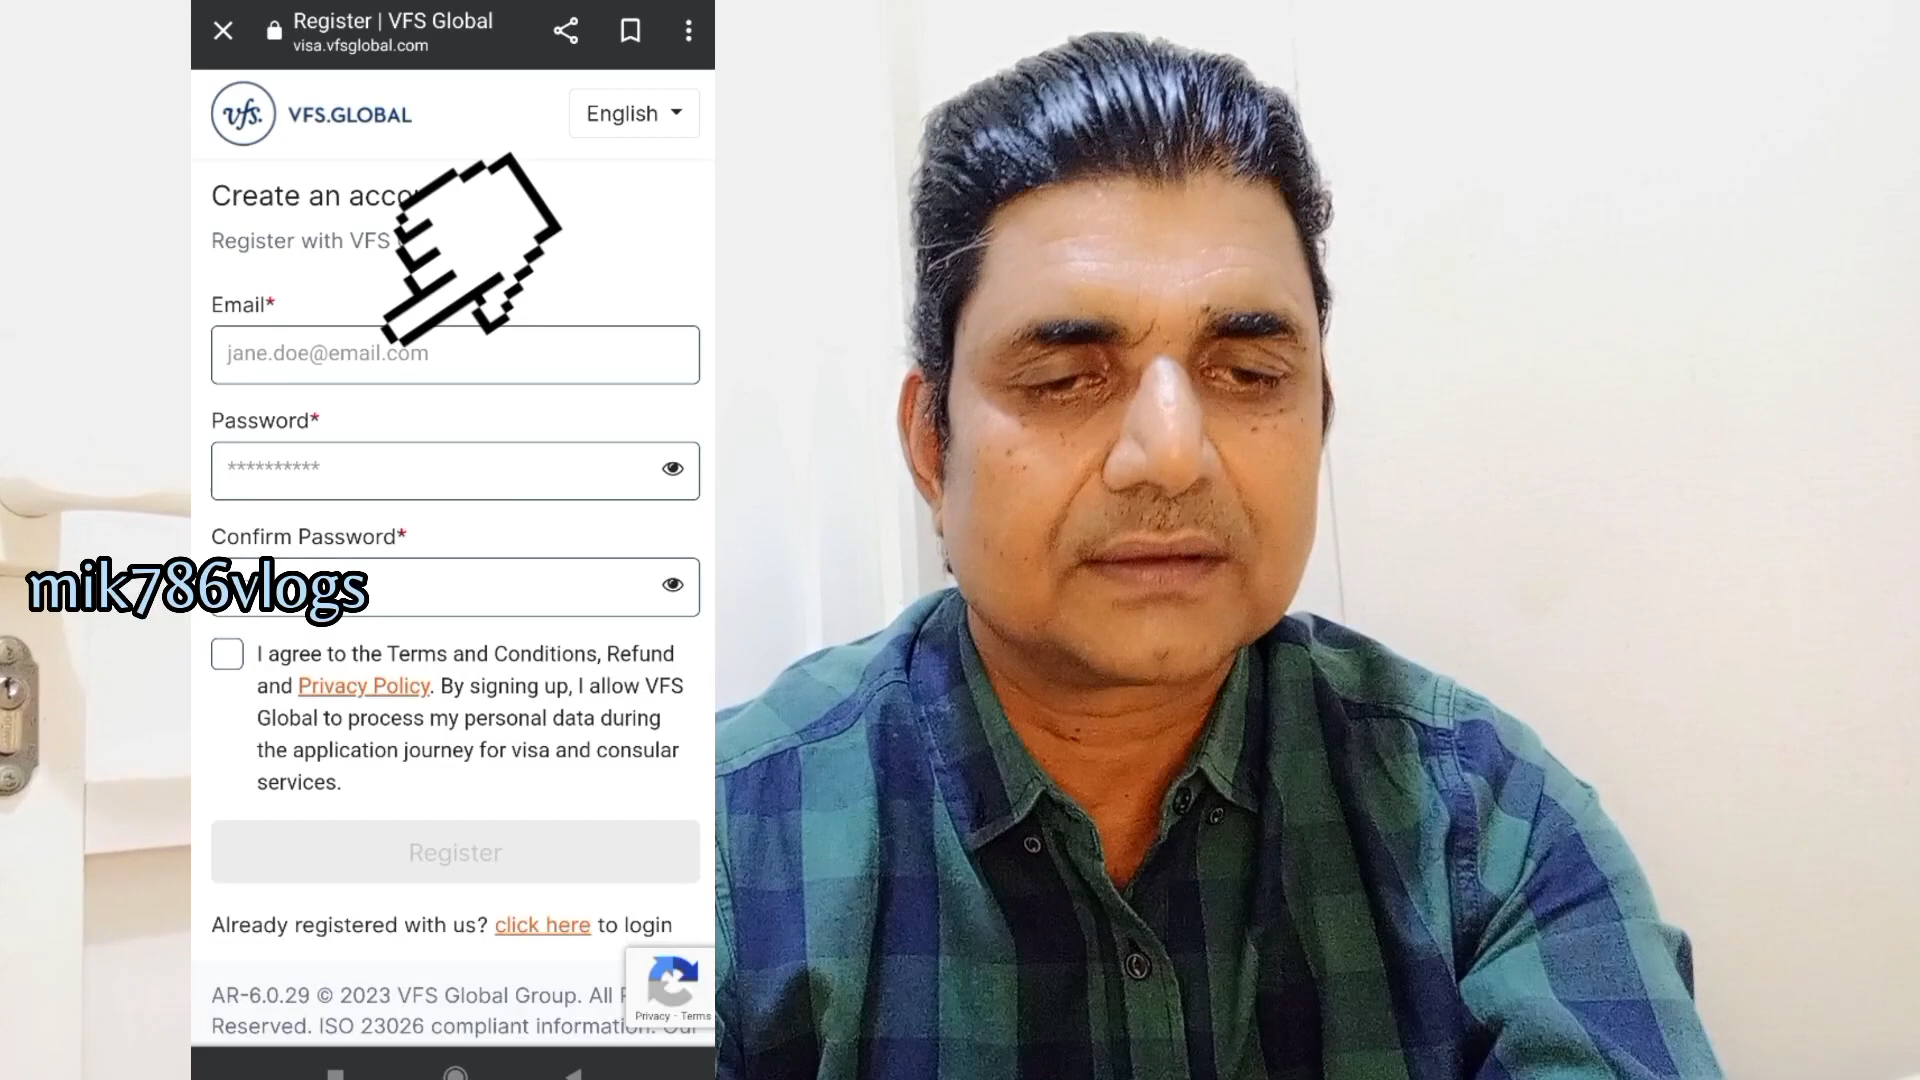 Register | VFS Global
visa.vfsglobal.com
vfs.
VFS.GLOBAL
English
Create an
Register with VFS
Email*
jane.doe@email.com
Password*
**********
Confirm Password*
mik786vlogs
I agree to the Terms and Conditions, Refund
and Privacy Policy. By signing up, I allow VFS
Global to process my personal data during
the application journey for visa and consular
services.
Register
Already registered with us? click here to login
AR-6.0.29 © 2023 VFS Global Group. All
Reserved. ISO 23026 compliant information.
Privacy - Terms